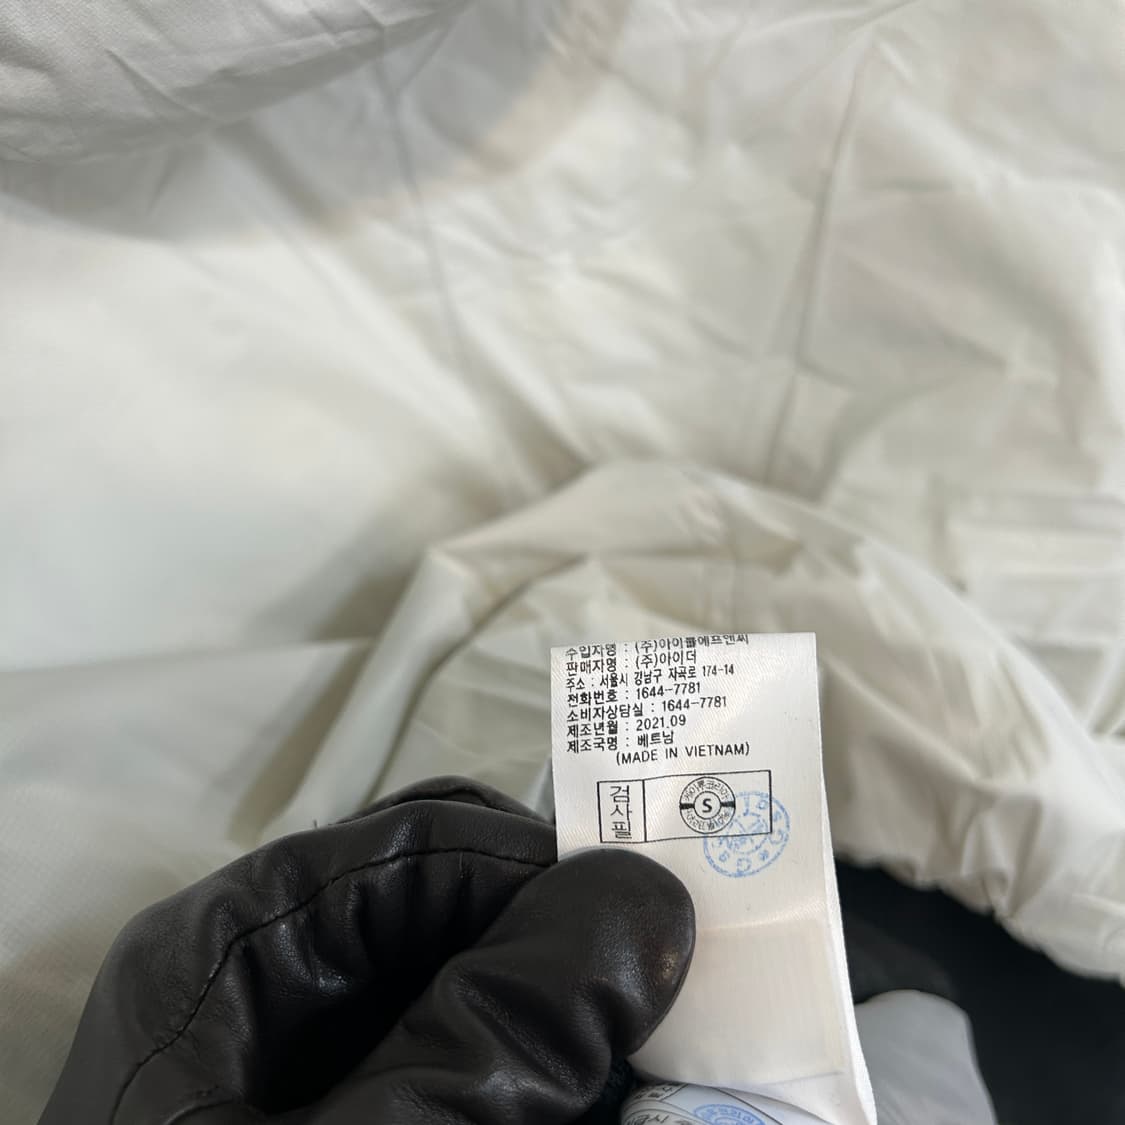 수입자명 : (주)아이콜에프앤씨
판매자명 : (주)아이더
주소 : 서울시 강남구 자곡로 174-14
전화번호 : 1644-7781
소비자상담실 : 1644-7781
제조년월 : 2021.09
제조국명 : 베트남
(MADE IN VIETNAM)
검
사
필
S